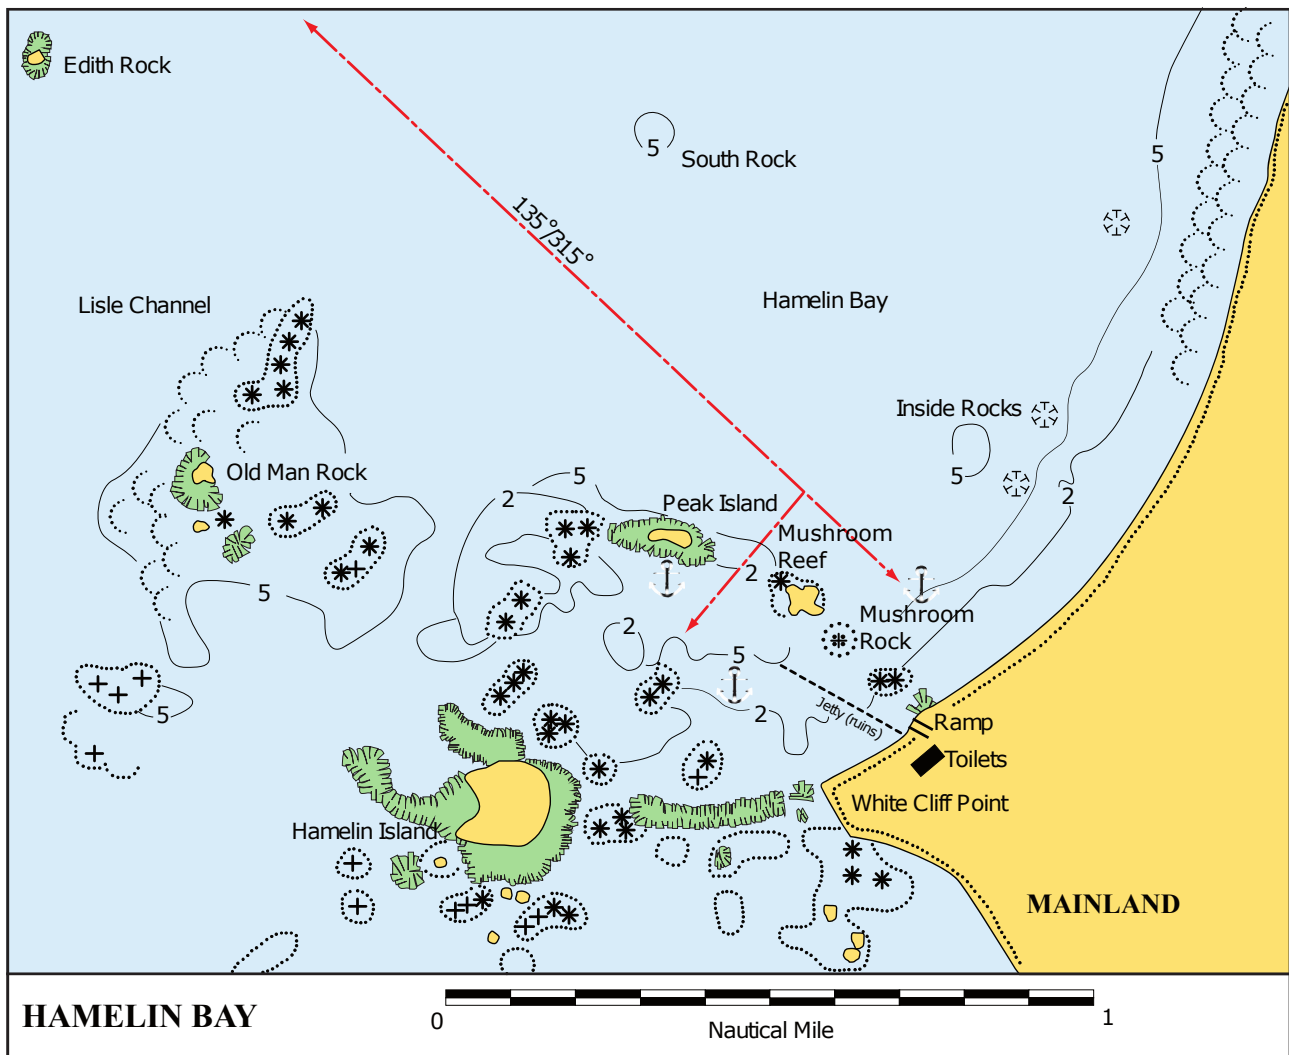 Edith Rock
5
South Rock
5
135°/315°
Lisle Channel
Hamelin Bay
Inside Rocks
5
2
Old Man Rock
5
2
Peak Island
Mushroom
Reef
2
5
Mushroom
Rock
2
5
5
2
Jetty (ruins)
Ramp
Toilets
White Cliff Point
Hamelin Island
MAINLAND
HAMELIN BAY
0
1
Nautical Mile